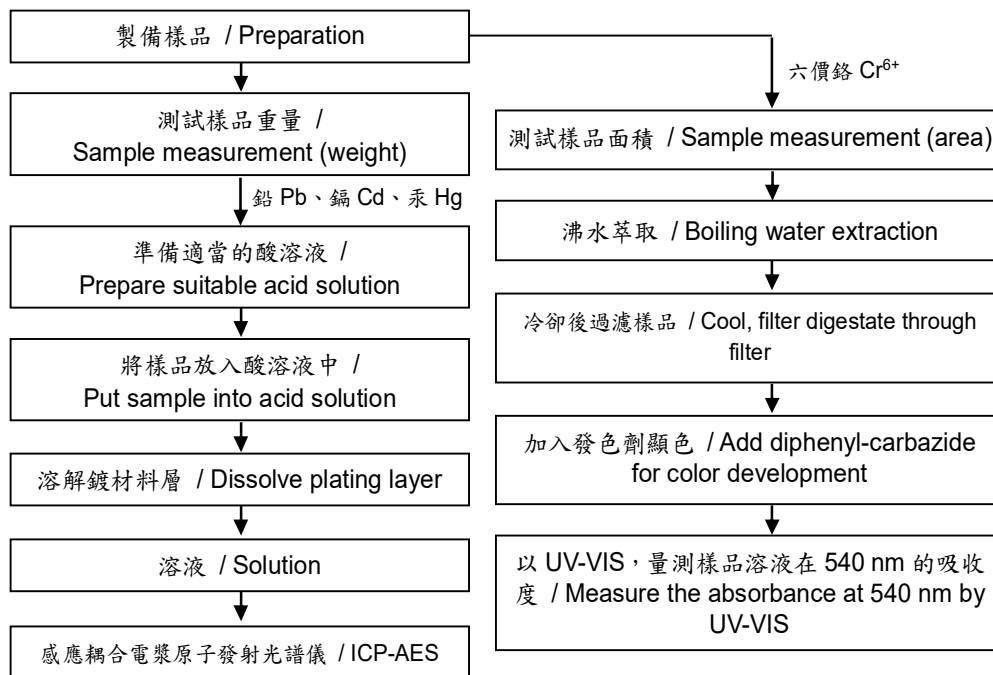 製備樣品 / Preparation
測試樣品重量 /
Sample measurement (weight)
鉛 Pb、鎘 Cd、汞 Hg
準備適當的酸溶液 /
Prepare suitable acid solution
將樣品放入酸溶液中 /
Put sample into acid solution
溶解鍍材料層 / Dissolve plating layer
溶液 / Solution
感應耦合電漿原子發射光譜儀 / ICP-AES
六價鉻 Cr⁶⁺
測試樣品面積 / Sample measurement (area)
沸水萃取 / Boiling water extraction
冷卻後過濾樣品 / Cool, filter digestate through
filter
加入發色劑顯色 / Add diphenyl-carbazide
for color development
以 UV-VIS，量測樣品溶液在 540 nm 的吸收
度 / Measure the absorbance at 540 nm by
UV-VIS